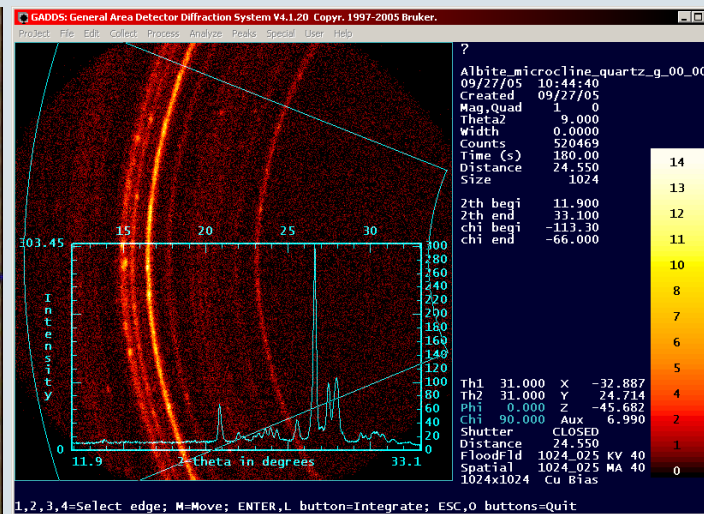 GADDS: General Area Detector Diffraction System V4.1.20 Copyr. 1997-2005 Bruker.
ProJect File Edit Collect Process Analyze Peaks Special User Help
?
Albite_microcline_quartz_g_00_00
09/27/05 10:44:40
Created 09/27/05
Mag,Quad 1 0
Theta2 9.000
Width 0.0000
Counts 520469
Time (s) 180.00
Distance 24.550
Size 1024
2th begi 11.900
2th end 33.100
chi begi -113.30
chi end -66.000
14
13
12
11
10
8
7
6
5
4
2
1
0
15 20 25 30
303.45
Intensity
0
300
280
260
240
220
200
180
160
140
120
100
80
60
40
20
0
11.9 2-theta in degrees 33.1
Th1 31.000 X -32.887
Th2 31.000 Y 24.714
Phi 0.000 Z -45.682
Chi 90.000 Aux 6.990
Shutter CLOSED
Distance 24.550
FloodFld 1024_025 KV 40
Spatial 1024_025 MA 40
1024x1024 Cu Bias
1,2,3,4=Select edge; M=Move; ENTER,L button=Integrate; ESC,O buttons=Quit